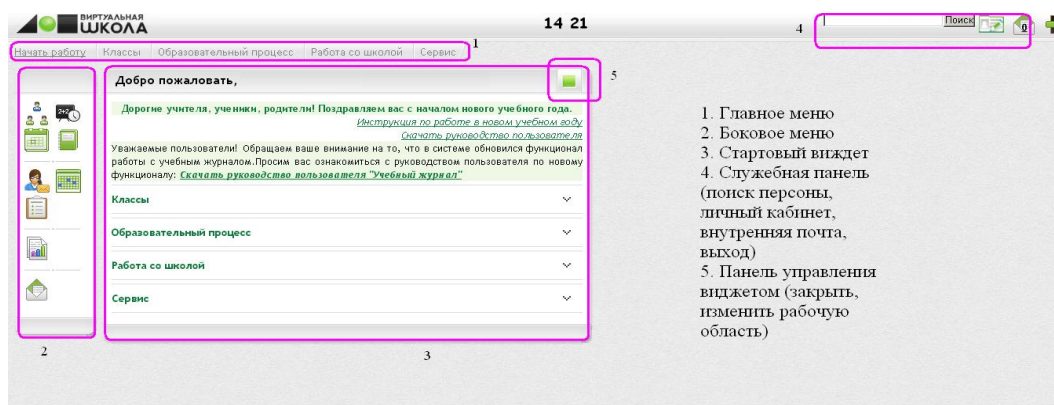 ВИРТУАЛЬНАЯ
ШКОЛА
14 21
4
Поиск
0
Начать работу Классы Образовательный процесс Работа со школой Сервис
1
Добро пожаловать,
5
2+2
Дорогие учителя, ученики, родители! Поздравляем вас с началом нового учебного года.
Инструкция по работе в новом учебном году
Скачать руководство пользователя
Уважаемые пользователи! Обращаем ваше внимание на то, что в системе обновился функционал
работы с учебным журналом.Просим вас ознакомиться с руководством пользователя по новому
функционалу: Скачать руководство пользователя "Учебный журнал"
Классы
Образовательный процесс
Работа со школой
Сервис
2
3
1. Главное меню
2. Боковое меню
3. Стартовый виждет
4. Служебная панель
(поиск персоны,
личный кабинет,
внутренняя почта,
выход)
5. Панель управления
виджетом (закрыть,
изменить рабочую
область)